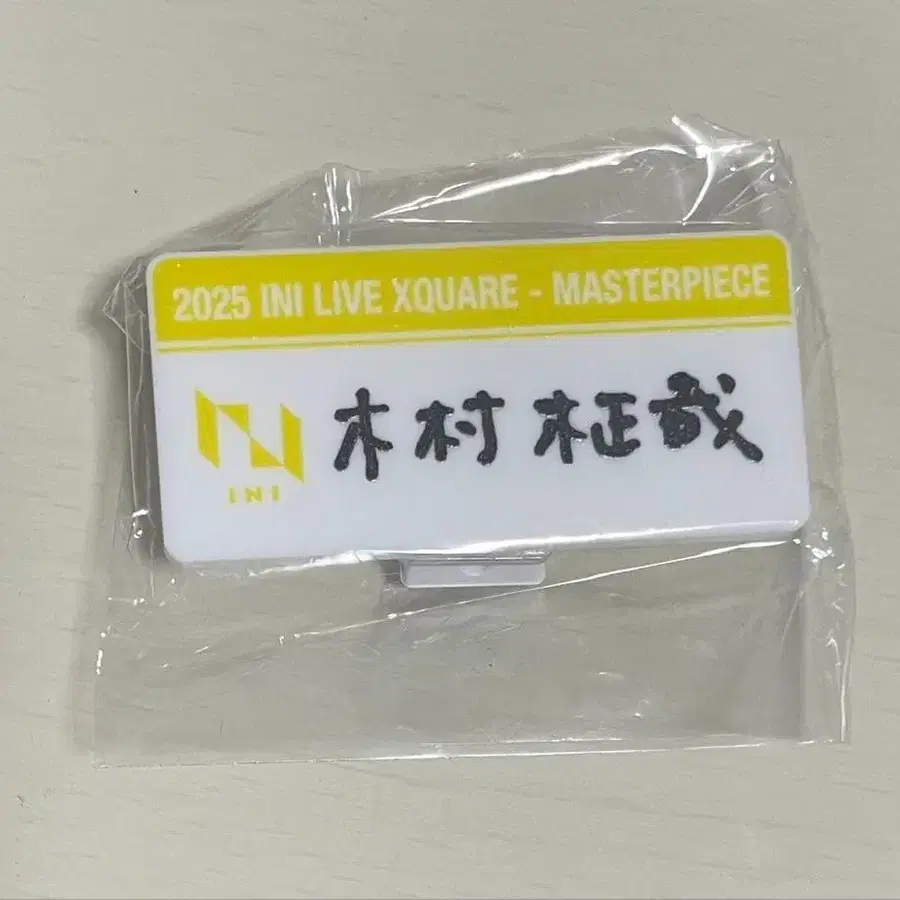 2025 INI LIVE XQUARE - MASTERPIECE
木村 柾哉
INI